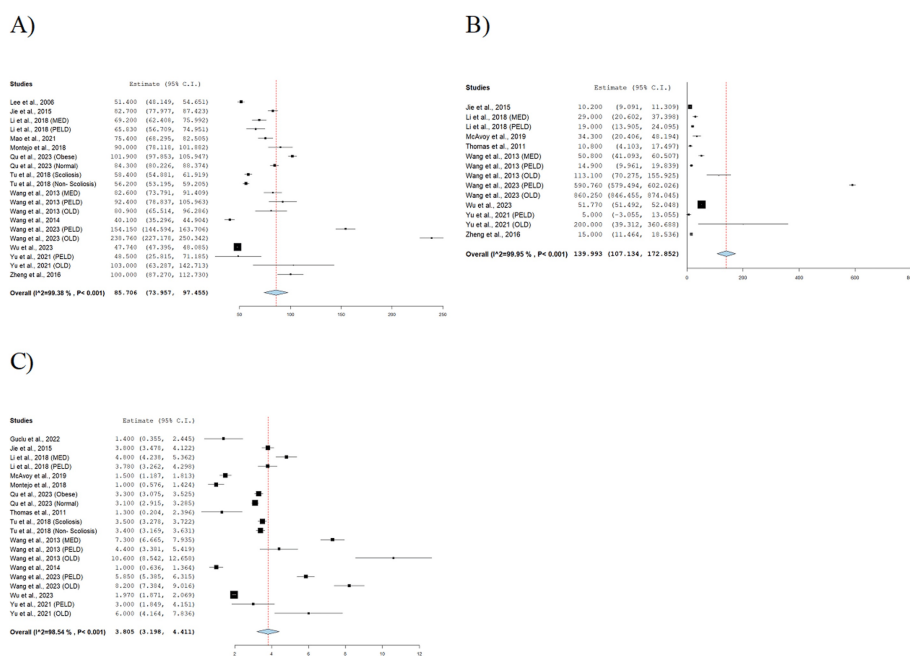 A)
Studies Estimate (95% C.I.)
Lee et al., 2006 51.400 (48.149, 54.651)
Jie et al., 2015 82.700 (77.977, 87.423)
Li et al., 2018 (MED) 69.200 (62.408, 75.992)
Li et al., 2018 (PELD) 65.830 (56.709, 74.951)
Mao et al., 2021 75.400 (68.295, 82.505)
Montejo et al., 2018 90.000 (78.118, 101.882)
Qu et al., 2023 (Obese) 101.900 (97.853, 105.947)
Qu et al., 2023 (Normal) 84.300 (80.226, 88.374)
Tu et al., 2018 (Scoliosis) 58.400 (54.881, 61.919)
Tu et al., 2018 (Non- Scoliosis) 56.200 (53.195, 59.205)
Wang et al., 2013 (MED) 82.600 (73.791, 91.409)
Wang et al., 2013 (PELD) 92.400 (78.837, 105.963)
Wang et al., 2013 (OLD) 80.900 (65.514, 96.286)
Wang et al., 2014 40.100 (35.296, 44.904)
Wang et al., 2023 (PELD) 154.150 (144.594, 163.706)
Wang et al., 2023 (OLD) 238.760 (227.178, 250.342)
Wu et al., 2023 47.740 (47.395, 48.085)
Yu et al., 2021 (PELD) 48.500 (25.815, 71.185)
Yu et al., 2021 (OLD) 103.000 (63.287, 142.713)
Zheng et al., 2016 100.000 (87.270, 112.730)
Overall (I^2=99.38 % , P< 0.001) 85.706 (73.957, 97.455)
50 100 150 200 250
B)
Studies Estimate (95% C.I.)
Jie et al., 2015 10.200 (9.091, 11.309)
Li et al., 2018 (MED) 29.000 (20.602, 37.398)
Li et al., 2018 (PELD) 19.000 (13.905, 24.095)
McAvoy et al., 2019 34.300 (20.406, 48.194)
Thomas et al., 2011 10.800 (4.103, 17.497)
Wang et al., 2013 (MED) 50.800 (41.093, 60.507)
Wang et al., 2013 (PELD) 14.900 (9.961, 19.839)
Wang et al., 2013 (OLD) 113.100 (70.275, 155.925)
Wang et al., 2023 (PELD) 590.760 (579.494, 602.026)
Wang et al., 2023 (OLD) 860.250 (846.455, 874.045)
Wu et al., 2023 51.770 (51.492, 52.048)
Yu et al., 2021 (PELD) 5.000 (-3.055, 13.055)
Yu et al., 2021 (OLD) 200.000 (39.312, 360.688)
Zheng et al., 2016 15.000 (11.464, 18.536)
Overall (I^2=99.95 % , P< 0.001) 139.993 (107.134, 172.852)
0 200 400 600 800
C)
Studies Estimate (95% C.I.)
Guclu et al., 2022 1.400 (0.355, 2.445)
Jie et al., 2015 3.800 (3.478, 4.122)
Li et al., 2018 (MED) 4.800 (4.238, 5.362)
Li et al., 2018 (PELD) 3.780 (3.262, 4.298)
McAvoy et al., 2019 1.500 (1.187, 1.813)
Montejo et al., 2018 1.000 (0.576, 1.424)
Qu et al., 2023 (Obese) 3.300 (3.075, 3.525)
Qu et al., 2023 (Normal) 3.100 (2.915, 3.285)
Thomas et al., 2011 1.300 (0.204, 2.396)
Tu et al., 2018 (Scoliosis) 3.500 (3.278, 3.722)
Tu et al., 2018 (Non- Scoliosis) 3.400 (3.169, 3.631)
Wang et al., 2013 (MED) 7.300 (6.665, 7.935)
Wang et al., 2013 (PELD) 4.400 (3.381, 5.419)
Wang et al., 2013 (OLD) 10.600 (8.542, 12.658)
Wang et al., 2014 1.000 (0.636, 1.364)
Wang et al., 2023 (PELD) 5.850 (5.385, 6.315)
Wang et al., 2023 (OLD) 8.200 (7.384, 9.016)
Wu et al., 2023 1.970 (1.871, 2.069)
Yu et al., 2021 (PELD) 3.000 (1.849, 4.151)
Yu et al., 2021 (OLD) 6.000 (4.164, 7.836)
Overall (I^2=98.54 % , P< 0.001) 3.805 (3.198, 4.411)
2 4 6 8 10 12